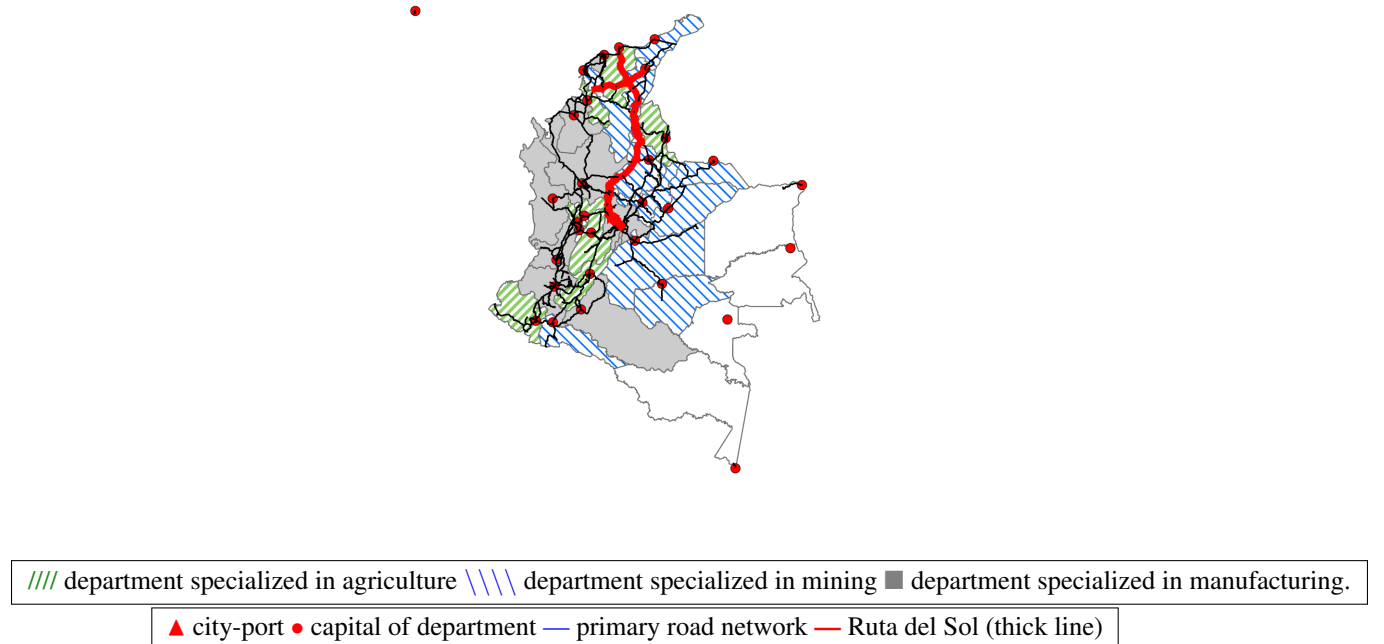 //// department specialized in agriculture \\\\ department specialized in mining ■ department specialized in manufacturing.
▲ city-port ● capital of department — primary road network — Ruta del Sol (thick line)